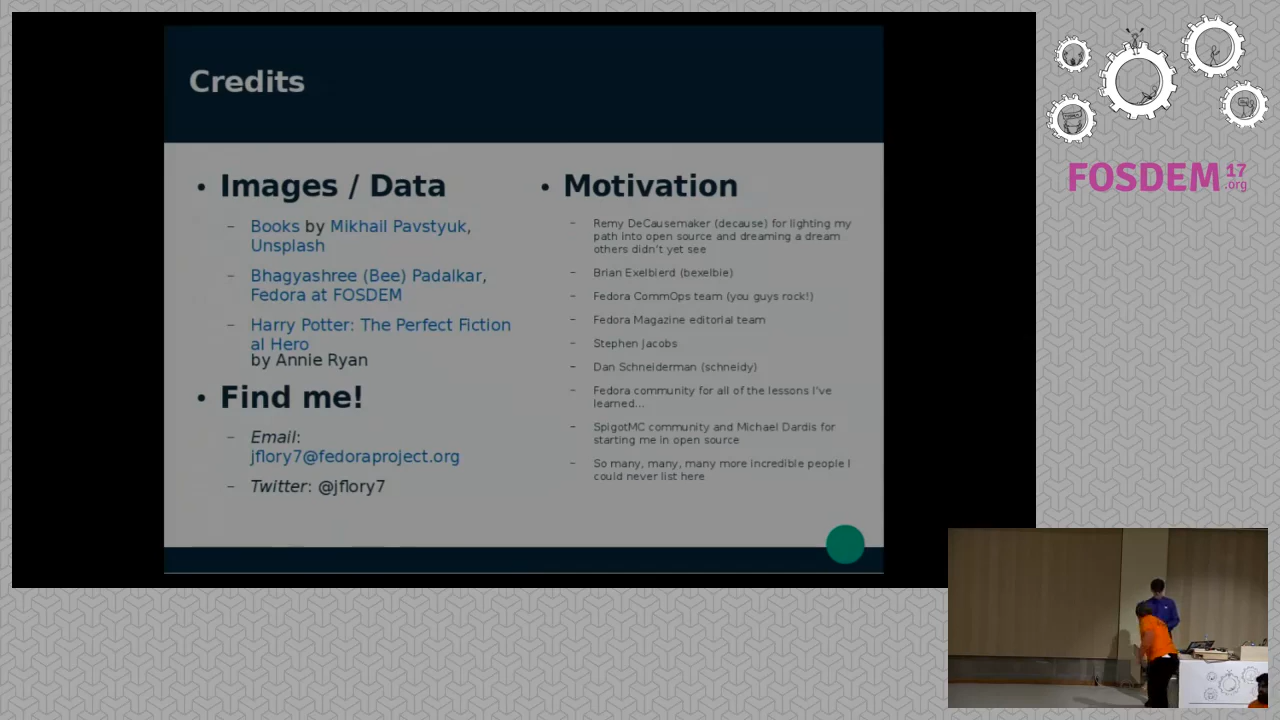 Credits
• Images / Data
– Books by Mikhail Pavstyuk,
Unsplash
– Bhagyashree (Bee) Padalkar,
Fedora at FOSDEM
– Harry Potter: The Perfect Fiction
al Hero
by Annie Ryan
• Find me!
– Email:
jflory7@fedoraproject.org
– Twitter: @jflory7
• Motivation
– Remy DeCausemaker (decause) for lighting my
path into open source and dreaming a dream
others didn't yet see
– Brian Exelbierd (bexelbie)
– Fedora CommOps team (you guys rock!)
– Fedora Magazine editorial team
– Stephen Jacobs
– Dan Schneiderman (schneidy)
– Fedora community for all of the lessons I've
learned...
– SpigotMC community and Michael Dardis for
starting me in open source
– So many, many, many more incredible people I
could never list here
FOSDEM 17
.org